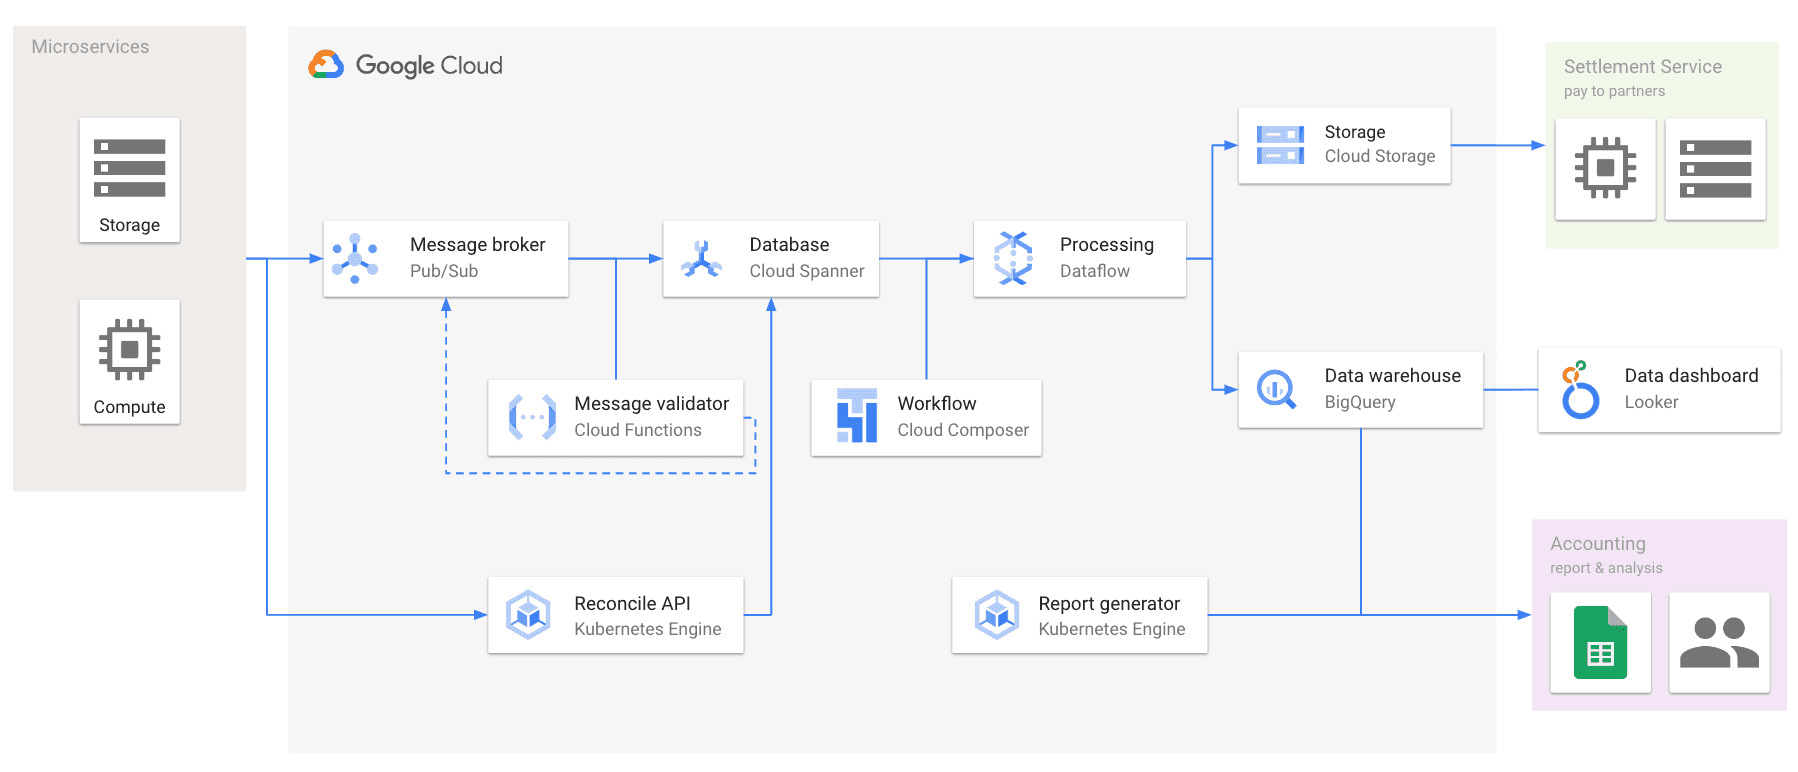 Microservices
Storage
Compute
Google Cloud
Message broker
Pub/Sub
Database
Cloud Spanner
Processing
Dataflow
Storage
Cloud Storage
Message validator
Cloud Functions
Workflow
Cloud Composer
Data warehouse
BigQuery
Reconcile API
Kubernetes Engine
Report generator
Kubernetes Engine
Settlement Service
pay to partners
Data dashboard
Looker
Accounting
report & analysis